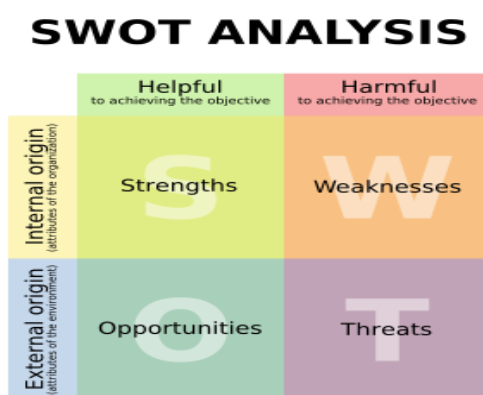 SWOT ANALYSIS
Helpful
to achieving the objective
Harmful
to achieving the objective
Internal origin
(attributes of the organization)
S
Strengths
W
Weaknesses
External origin
(attributes of the environment)
O
Opportunities
T
Threats